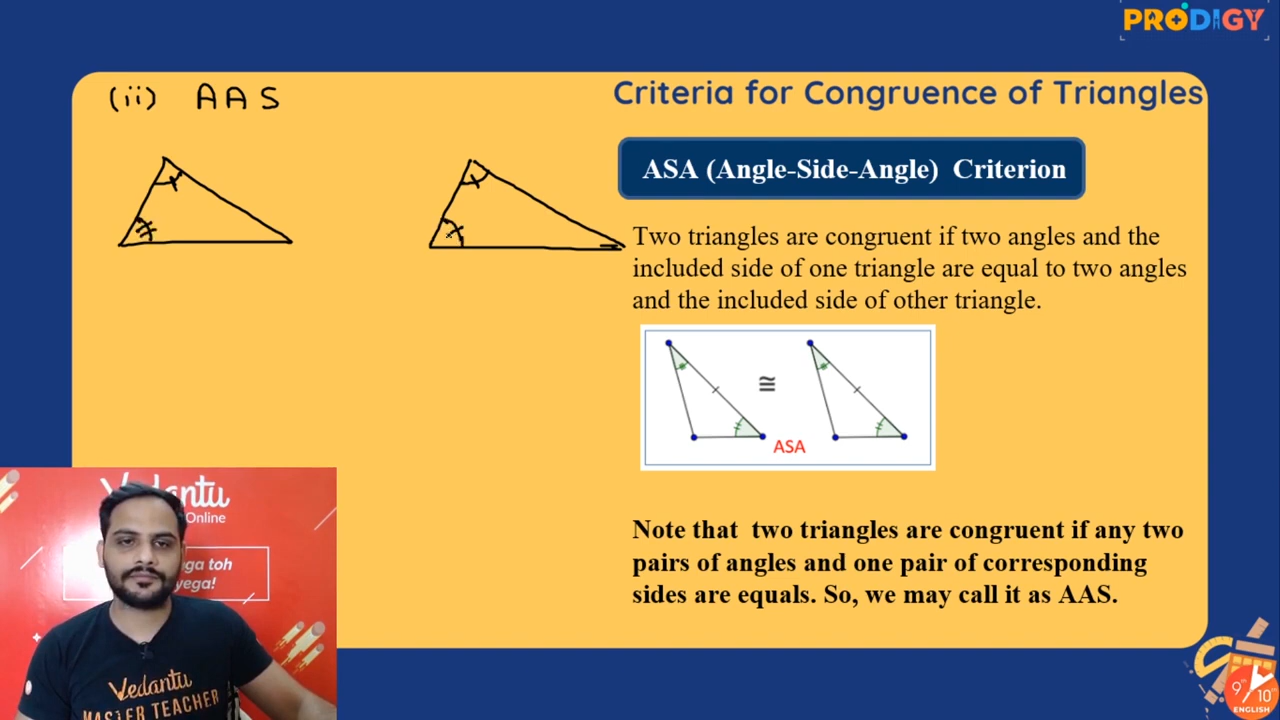 PRODIGY
(ii) AAS
Criteria for Congruence of Triangles
ASA (Angle-Side-Angle) Criterion
Two triangles are congruent if two angles and the
included side of one triangle are equal to two angles
and the included side of other triangle.
≅
ASA
Note that two triangles are congruent if any two
pairs of angles and one pair of corresponding
sides are equals. So, we may call it as AAS.
Online
ga toh
yega!
Vedantu
MASTER TEACHER
9th 10th
ENGLISH